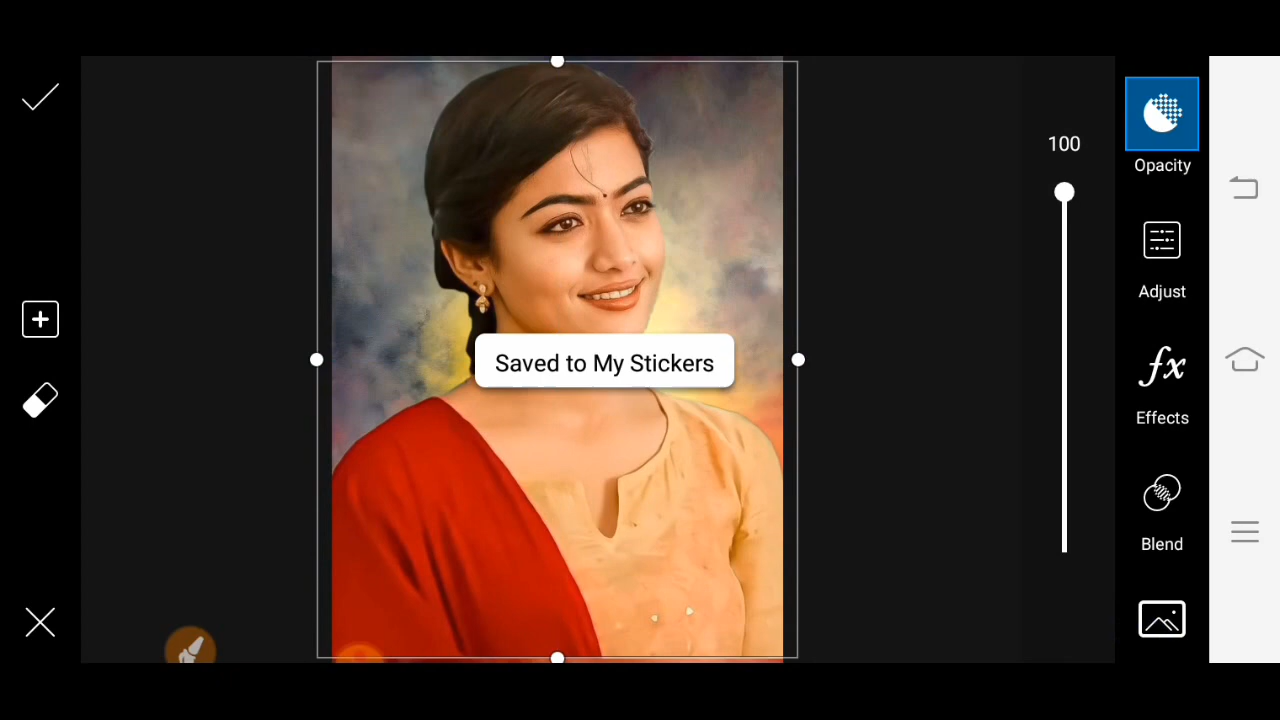 100
Opacity
Adjust
fx
Effects
Saved to My Stickers
Blend